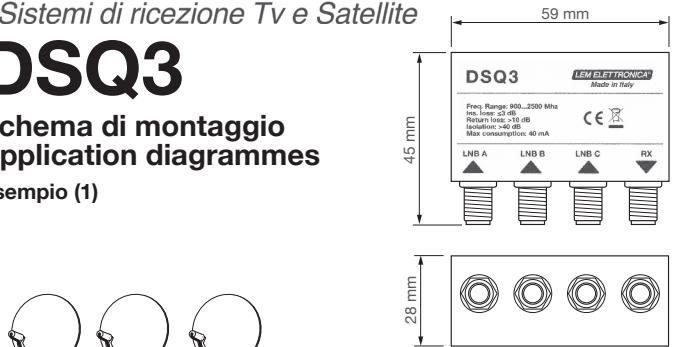 Sistemi di ricezione Tv e Satellite
DSQ3
chema di montaggio
pplication diagrammes
sempio (1)
59 mm
45 mm
28 mm
DSQ3
LEM ELETTRONICA
Made in Italy
Freq. Range: 900...2500 Mhz
Ins. loss: ≤3 dB
Return loss: >10 dB
Isolation: >40 dB
Max consumption: 40 mA
CE
LNB A LNB B LNB C RX